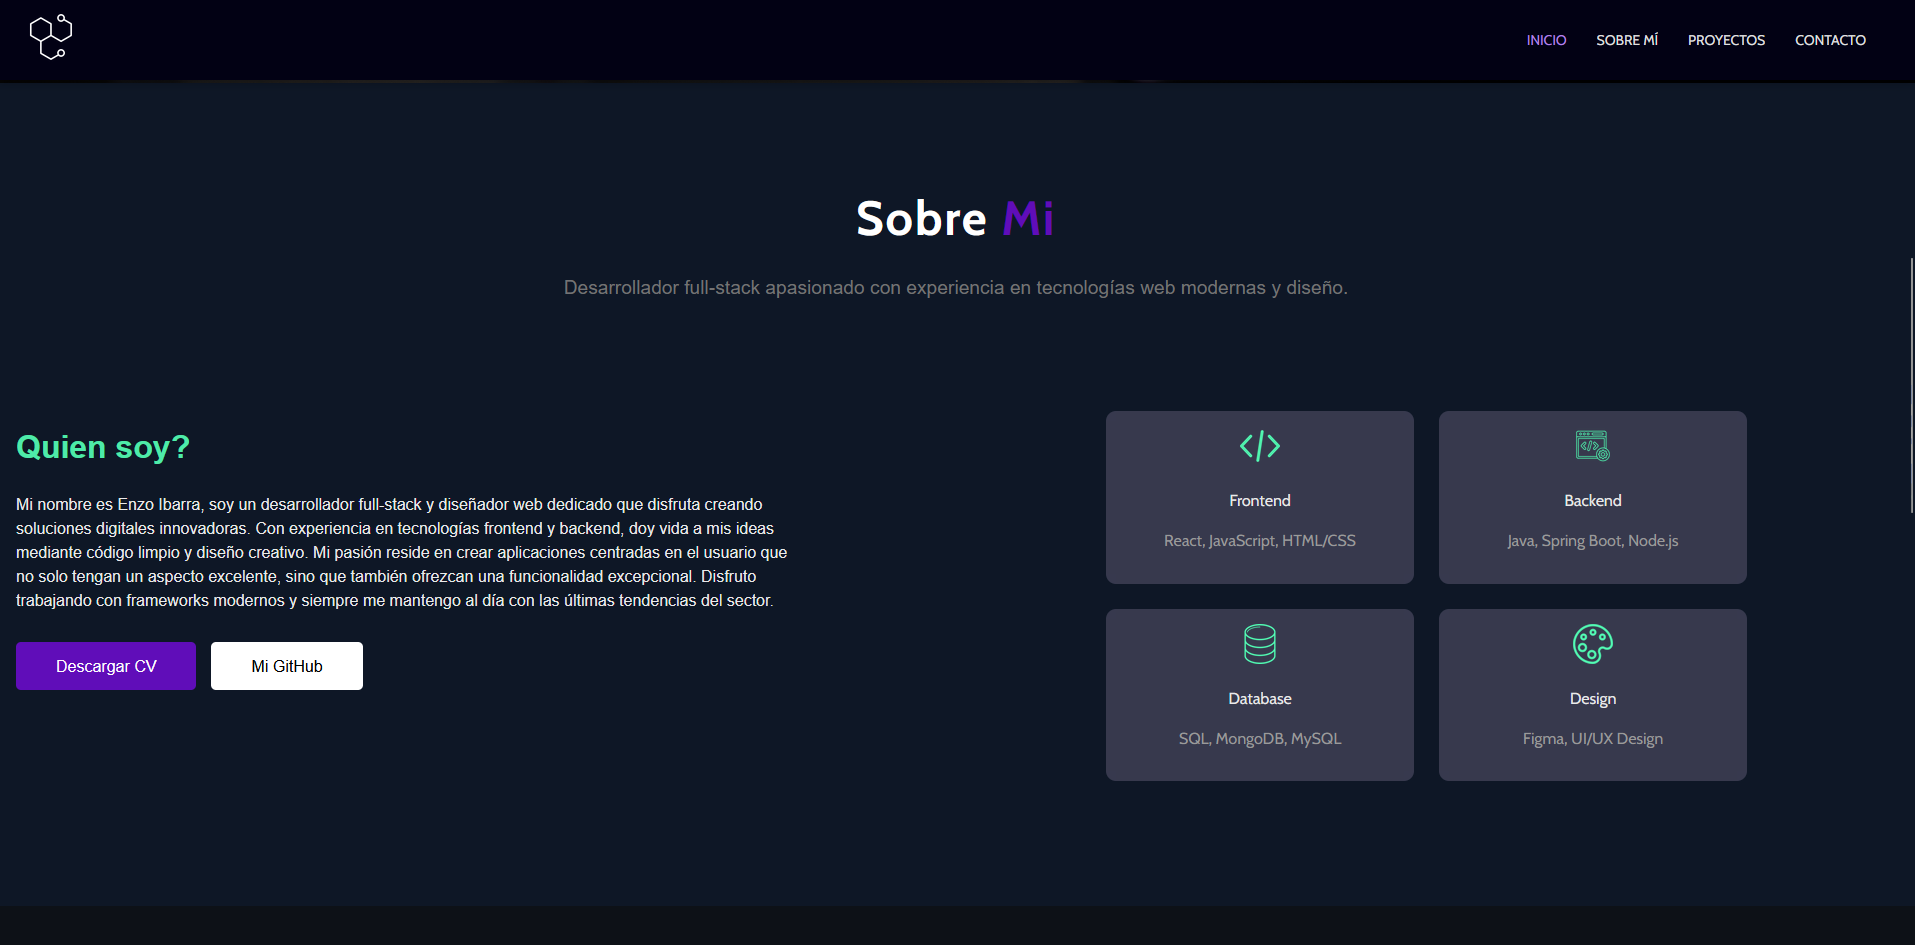 INICIO
SOBRE MÍ
PROYECTOS
CONTACTO
Sobre Mi
Desarrollador full-stack apasionado con experiencia en tecnologías web modernas y diseño.
Quien soy?
Mi nombre es Enzo Ibarra, soy un desarrollador full-stack y diseñador web dedicado que disfruta creando
soluciones digitales innovadoras. Con experiencia en tecnologías frontend y backend, doy vida a mis ideas
mediante código limpio y diseño creativo. Mi pasión reside en crear aplicaciones centradas en el usuario que
no solo tengan un aspecto excelente, sino que también ofrezcan una funcionalidad excepcional. Disfruto
trabajando con frameworks modernos y siempre me mantengo al día con las últimas tendencias del sector.
Descargar CV
Mi GitHub
Frontend
React, JavaScript, HTML/CSS
Backend
Java, Spring Boot, Node.js
Database
SQL, MongoDB, MySQL
Design
Figma, UI/UX Design